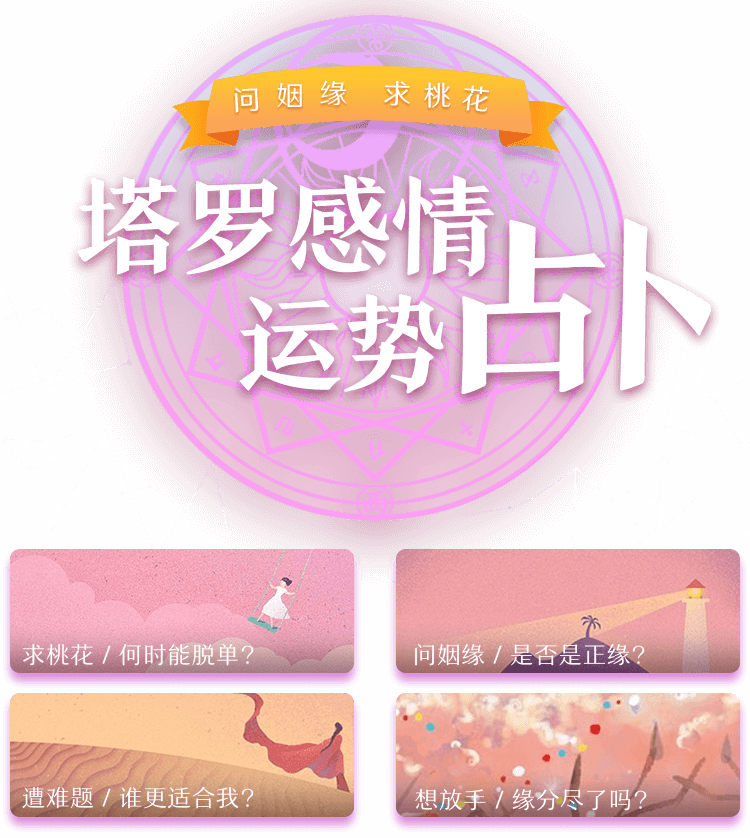 问姻缘 求桃花
塔罗感情
运势占卜
求桃花 / 何时能脱单？
问姻缘 / 是否是正缘？
遭难题 / 谁更适合我？
想放手 / 缘分尽了吗？